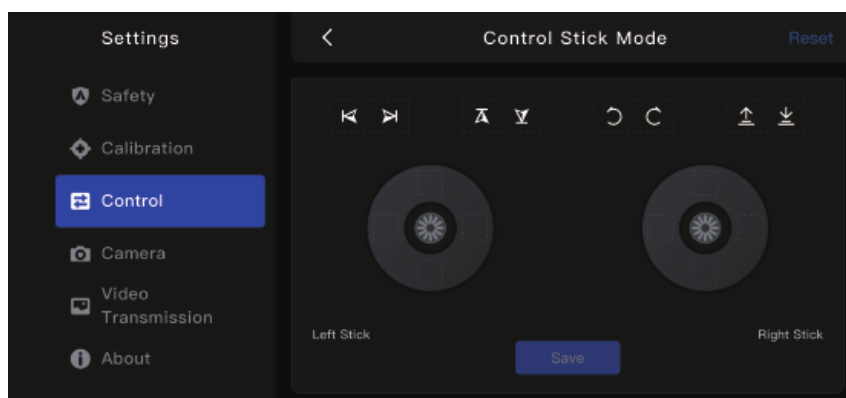 Settings
Control Stick Mode
Reset
Safety
Calibration
Control
Camera
Video
Transmission
About
Left Stick
Right Stick
Save